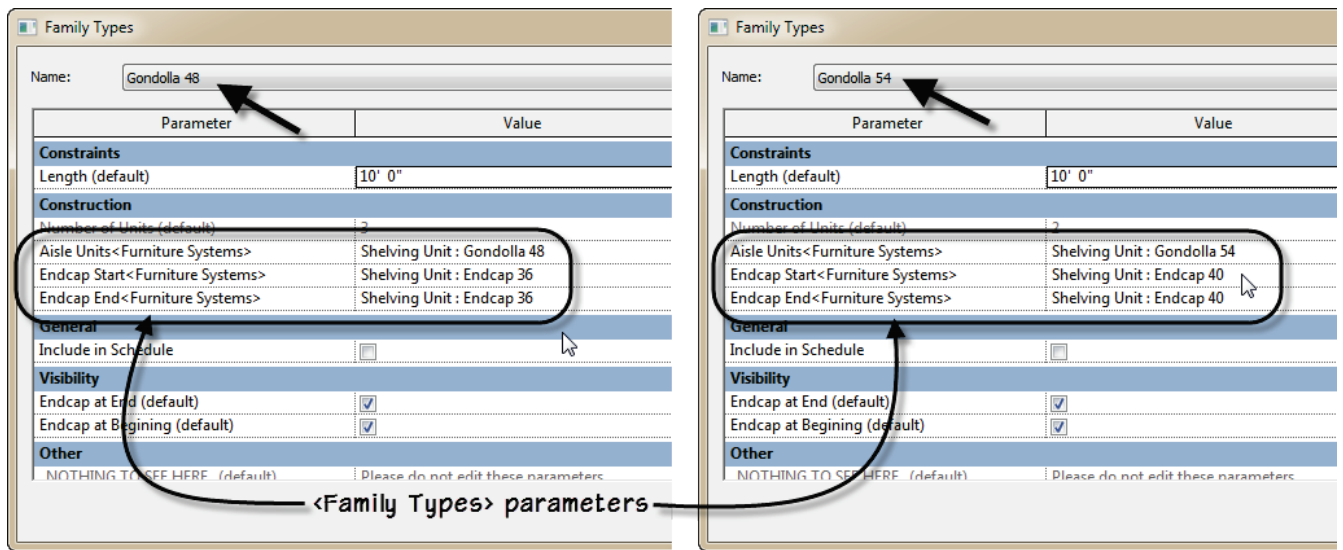 Family Types
Name: Gondolla 48
Parameter Value
Constraints
Length (default) 10' 0"
Construction
Number of Units (default) 3
Aisle Units<Furniture Systems> Shelving Unit : Gondolla 48
Endcap Start<Furniture Systems> Shelving Unit : Endcap 36
Endcap End<Furniture Systems> Shelving Unit : Endcap 36
General
Include in Schedule
Visibility
Endcap at End (default)
Endcap at Begining (default)
Other
NOTHING TO SEE HERE (default) Please do not edit these parameters
Family Types
Name: Gondolla 54
Parameter Value
Constraints
Length (default) 10' 0"
Construction
Number of Units (default) 2
Aisle Units<Furniture Systems> Shelving Unit : Gondolla 54
Endcap Start<Furniture Systems> Shelving Unit : Endcap 40
Endcap End<Furniture Systems> Shelving Unit : Endcap 40
General
Include in Schedule
Visibility
Endcap at End (default)
Endcap at Begining (default)
Other
NOTHING TO SEE HERE (default) Please do not edit these parameters
<Family Types> parameters